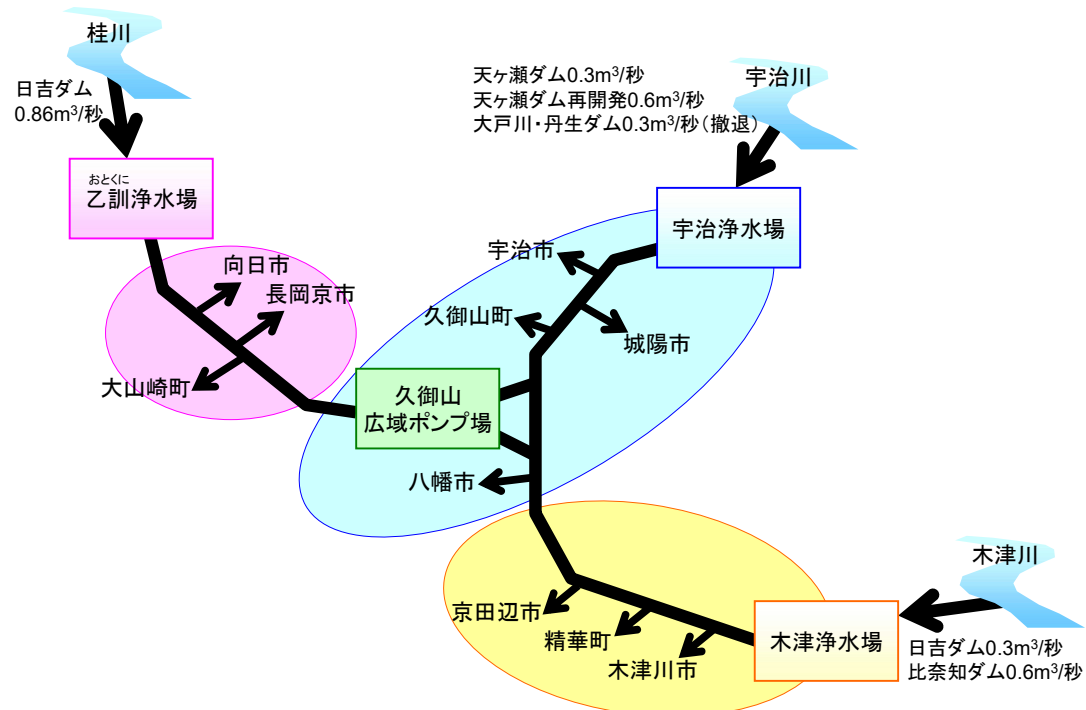 桂川
日吉ダム
0.86m³/秒
おとくに
乙訓浄水場
向日市
長岡京市
大山崎町
天ヶ瀬ダム0.3m³/秒
天ヶ瀬ダム再開発0.6m³/秒
大戸川・丹生ダム0.3m³/秒（撤退）
宇治川
宇治浄水場
宇治市
久御山町
城陽市
久御山
広域ポンプ場
八幡市
京田辺市
精華町
木津川市
木津川
木津浄水場
日吉ダム0.3m³/秒
比奈知ダム0.6m³/秒